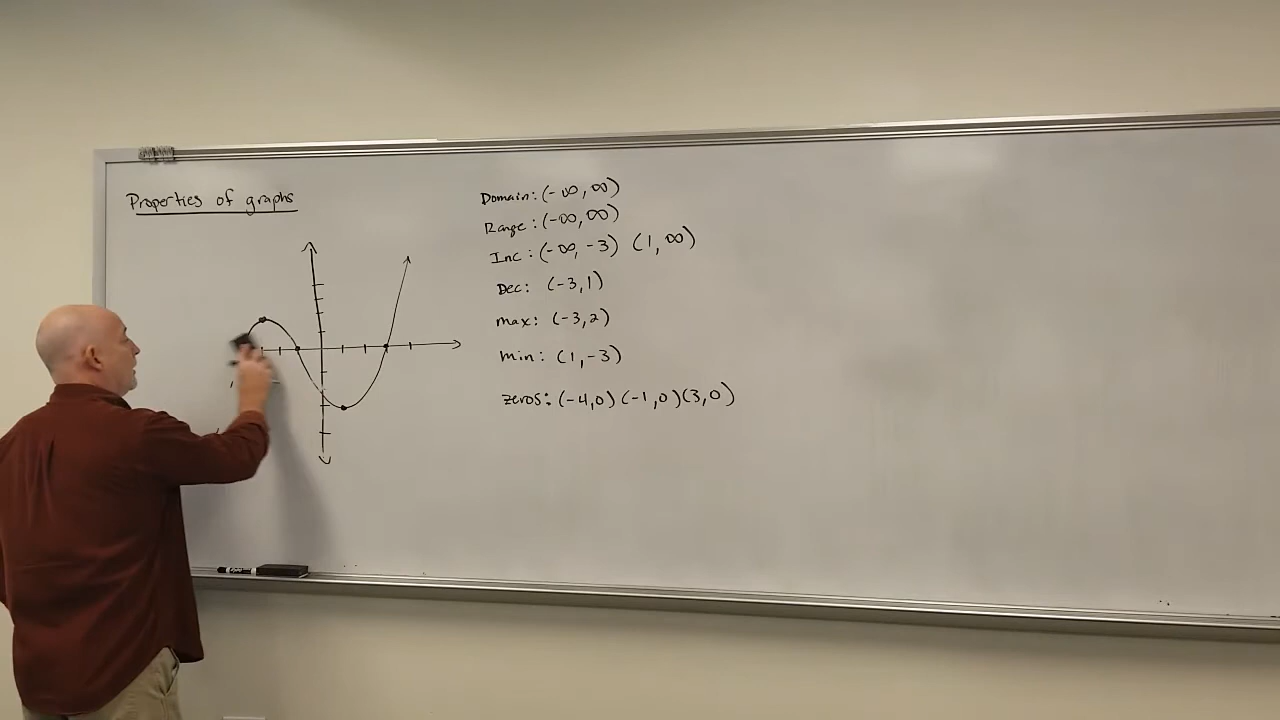 Properties of graphs
Domain: (-∞, ∞)
Range: (-∞, ∞)
Inc: (-∞, -3) (1, ∞)
Dec: (-3, 1)
max: (-3, 2)
min: (1, -3)
zeros: (-4, 0) (-1, 0) (3, 0)